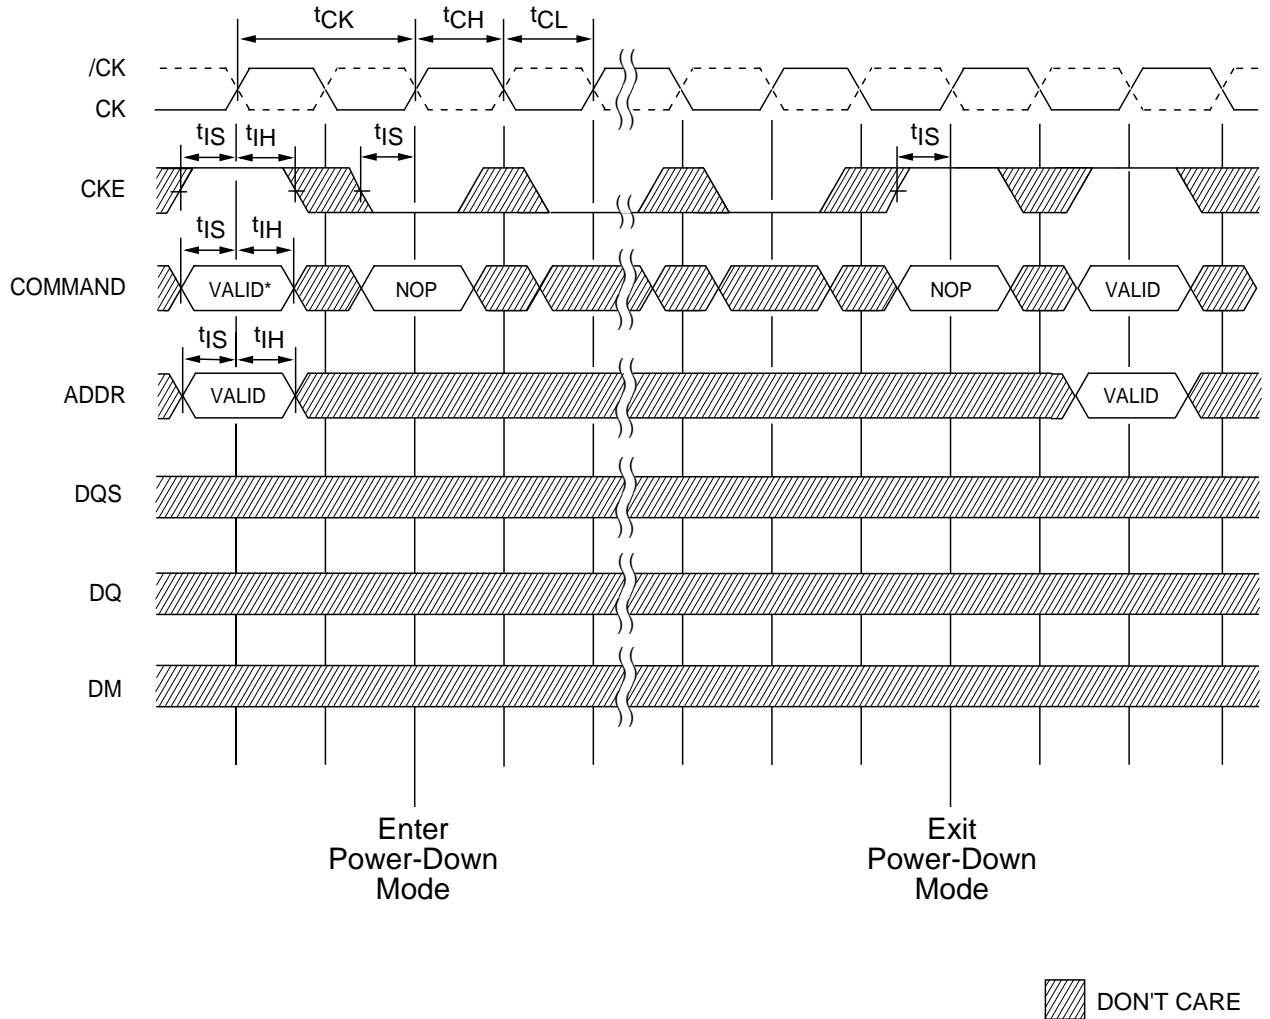 tCK tCH tCL
/CK
CK
tIS tIH tIS tIS
CKE
tIS tIH
COMMAND VALID* NOP NOP VALID
tIS tIH
ADDR VALID VALID
DQS
DQ
DM
Enter
Power-Down
Mode
Exit
Power-Down
Mode
DON'T CARE